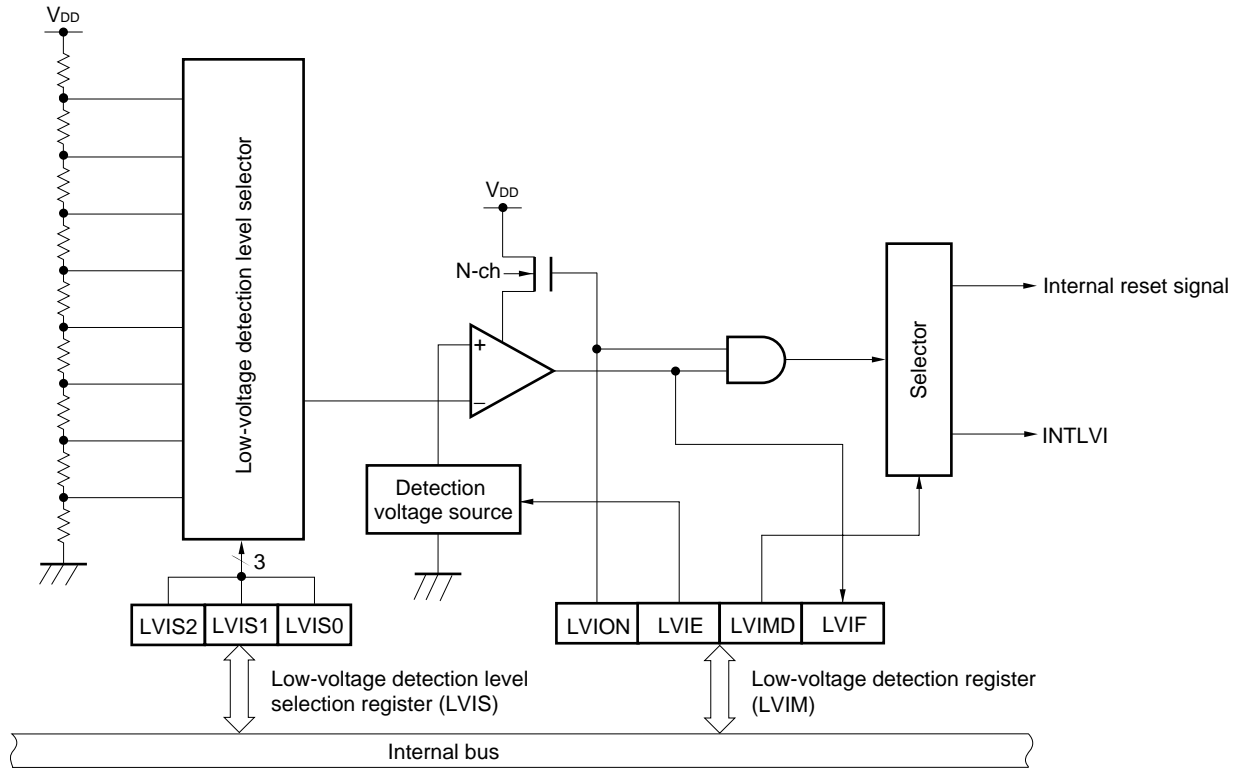 VDD
Low-voltage detection level selector
VDD
N-ch
+
−
Detection
voltage source
Selector
Internal reset signal
INTLVI
3
LVIS2 LVIS1 LVIS0
LVION LVIE LVIMD LVIF
Low-voltage detection level
selection register (LVIS)
Low-voltage detection register
(LVIM)
Internal bus